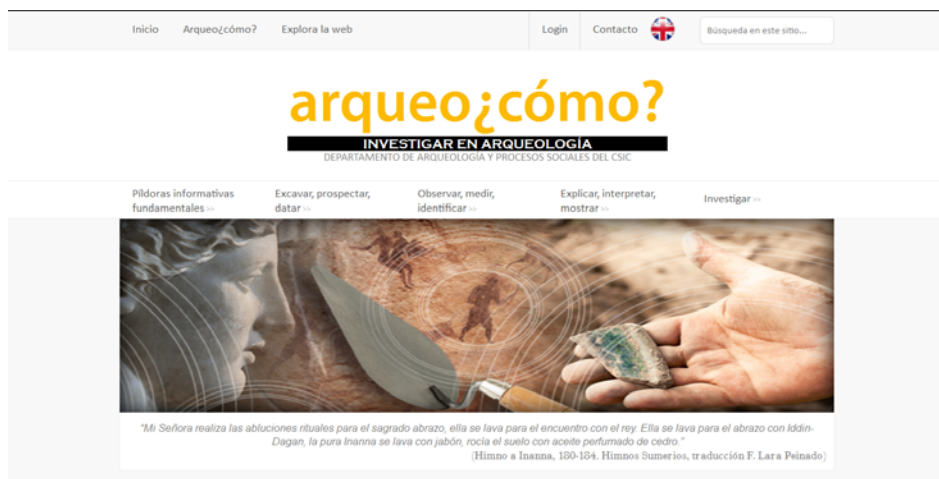 Inicio Arqueo¿cómo? Explora la web Login Contacto Búsqueda en este sitio...
arqueo¿cómo?
INVESTIGAR EN ARQUEOLOGÍA
DEPARTAMENTO DE ARQUEOLOGÍA Y PROCESOS SOCIALES DEL CSIC
Píldoras informativas fundamentales >>
Excavar, prospectar, datar >>
Observar, medir, identificar >>
Explicar, interpretar, mostrar >>
Investigar >>
"Mi Señora realiza las abluciones rituales para el sagrado abrazo, ella se lava para el encuentro con el rey. Ella se lava para el abrazo con Iddin-
Dagan, la pura Inanna se lava con jabón, rocía el suelo con aceite perfumado de cedro."
(Himno a Inanna, 180-184. Himnos Sumerios, traducción F. Lara Peinado)